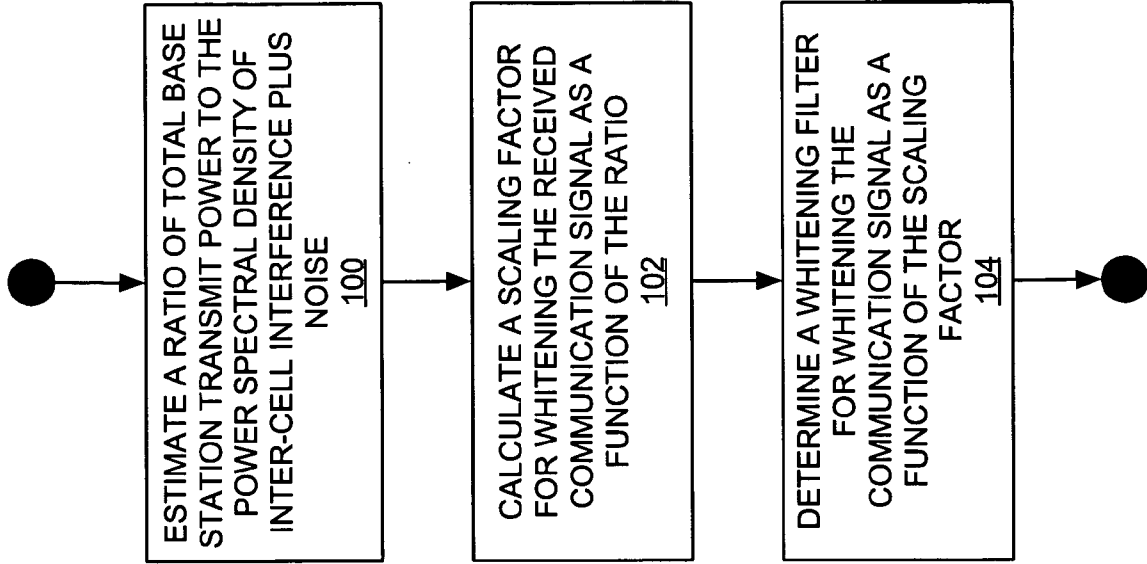 ESTIMATE A RATIO OF TOTAL BASE
STATION TRANSMIT POWER TO THE
POWER SPECTRAL DENSITY OF
INTER-CELL INTERFERENCE PLUS
NOISE
100
CALCULATE A SCALING FACTOR
FOR WHITENING THE RECEIVED
COMMUNICATION SIGNAL AS A
FUNCTION OF THE RATIO
102
DETERMINE A WHITENING FILTER
FOR WHITENING THE
COMMUNICATION SIGNAL AS A
FUNCTION OF THE SCALING
FACTOR
104